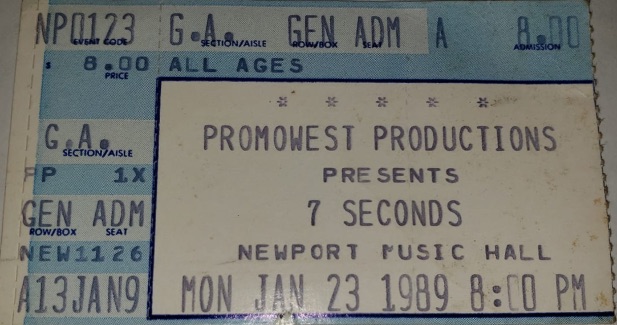 NP0123 G.A. GEN ADM A 8.00
EVENT CODE SECTION/AISLE ROW/BOX SEAT ADMISSION
8.00 ALL AGES
PRICE
* * * * *
G.A. PROMOWEST PRODUCTIONS
SECTION/AISLE
PP 1X PRESENTS
GEN ADM 7 SECONDS
ROW/BOX SEAT
NEW1126 NEWPORT MUSIC HALL
A13JAN9 MON JAN 23 1989 8:00 PM